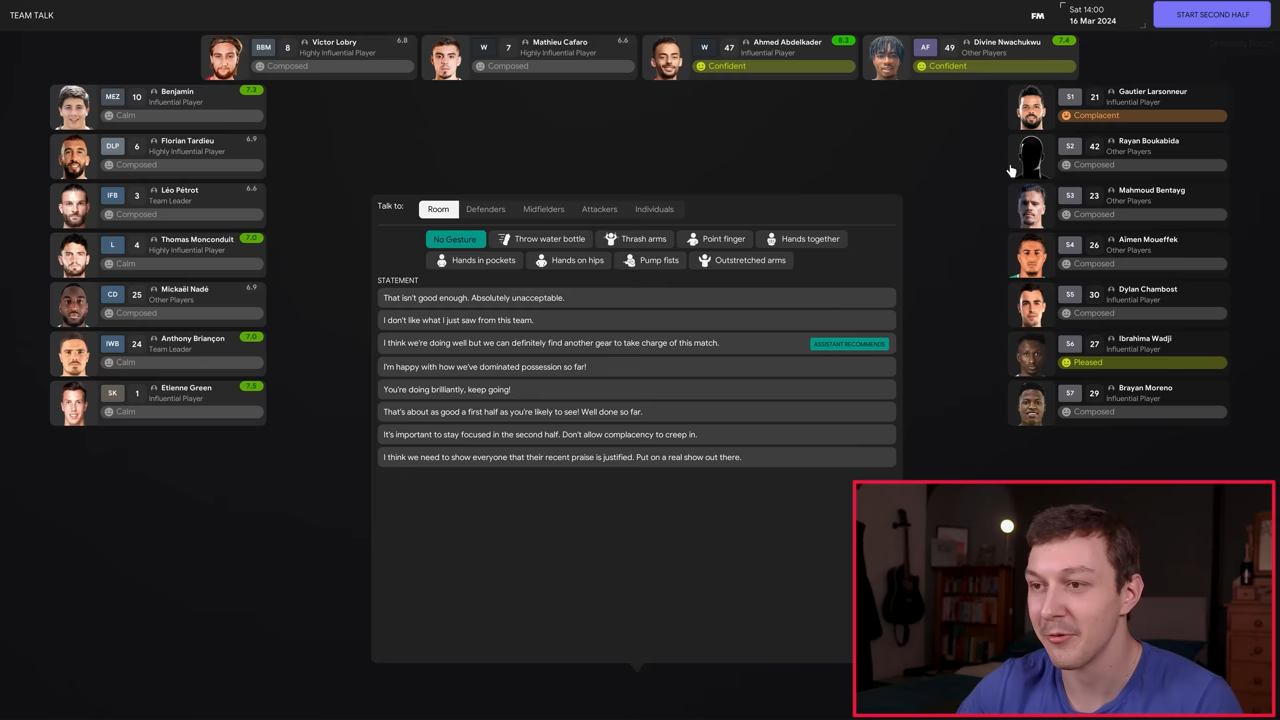 TEAM TALK
FM
Sat 14:00
16 Mar 2024
START SECOND HALF
BBM 8 Victor Lobry 6.8
Highly Influential Player
Composed
W 7 Mathieu Cafaro 6.6
Highly Influential Player
Composed
W 47 Ahmed Abdelkader 8.3
Influential Player
Confident
AF 49 Divine Nwachukwu 7.4
Other Players
Confident
MEZ 10 Benjamin 7.3
Influential Player
Calm
DLP 6 Florian Tardieu 6.9
Highly Influential Player
Composed
IFB 3 Léo Pétrot 6.6
Team Leader
Composed
L 4 Thomas Monconduit 7.0
Highly Influential Player
Calm
CD 25 Mickaël Nadé 6.9
Other Players
Composed
IWB 24 Anthony Briançon 7.0
Team Leader
Calm
SK 1 Etienne Green 7.5
Influential Player
Calm
Talk to: Room Defenders Midfielders Attackers Individuals
No Gesture Throw water bottle Thrash arms Point finger Hands together
Hands in pockets Hands on hips Pump fists Outstretched arms
STATEMENT
That isn't good enough. Absolutely unacceptable.
I don't like what I just saw from this team.
I think we're doing well but we can definitely find another gear to take charge of this match. ASSISTANT RECOMMENDS
I'm happy with how we've dominated possession so far!
You're doing brilliantly, keep going!
That's about as good a first half as you're likely to see! Well done so far.
It's important to stay focused in the second half. Don't allow complacency to creep in.
I think we need to show everyone that their recent praise is justified. Put on a real show out there.
S1 21 Gautier Larsonneur
Influential Player
Complacent
S2 42 Rayan Boukabida
Other Players
Composed
S3 23 Mahmoud Bentayg
Other Players
Composed
S4 26 Aïmen Moueffek
Other Players
Composed
S5 30 Dylan Chambost
Influential Player
Composed
S6 27 Ibrahima Wadji
Influential Player
Pleased
S7 29 Brayan Moreno
Influential Player
Composed